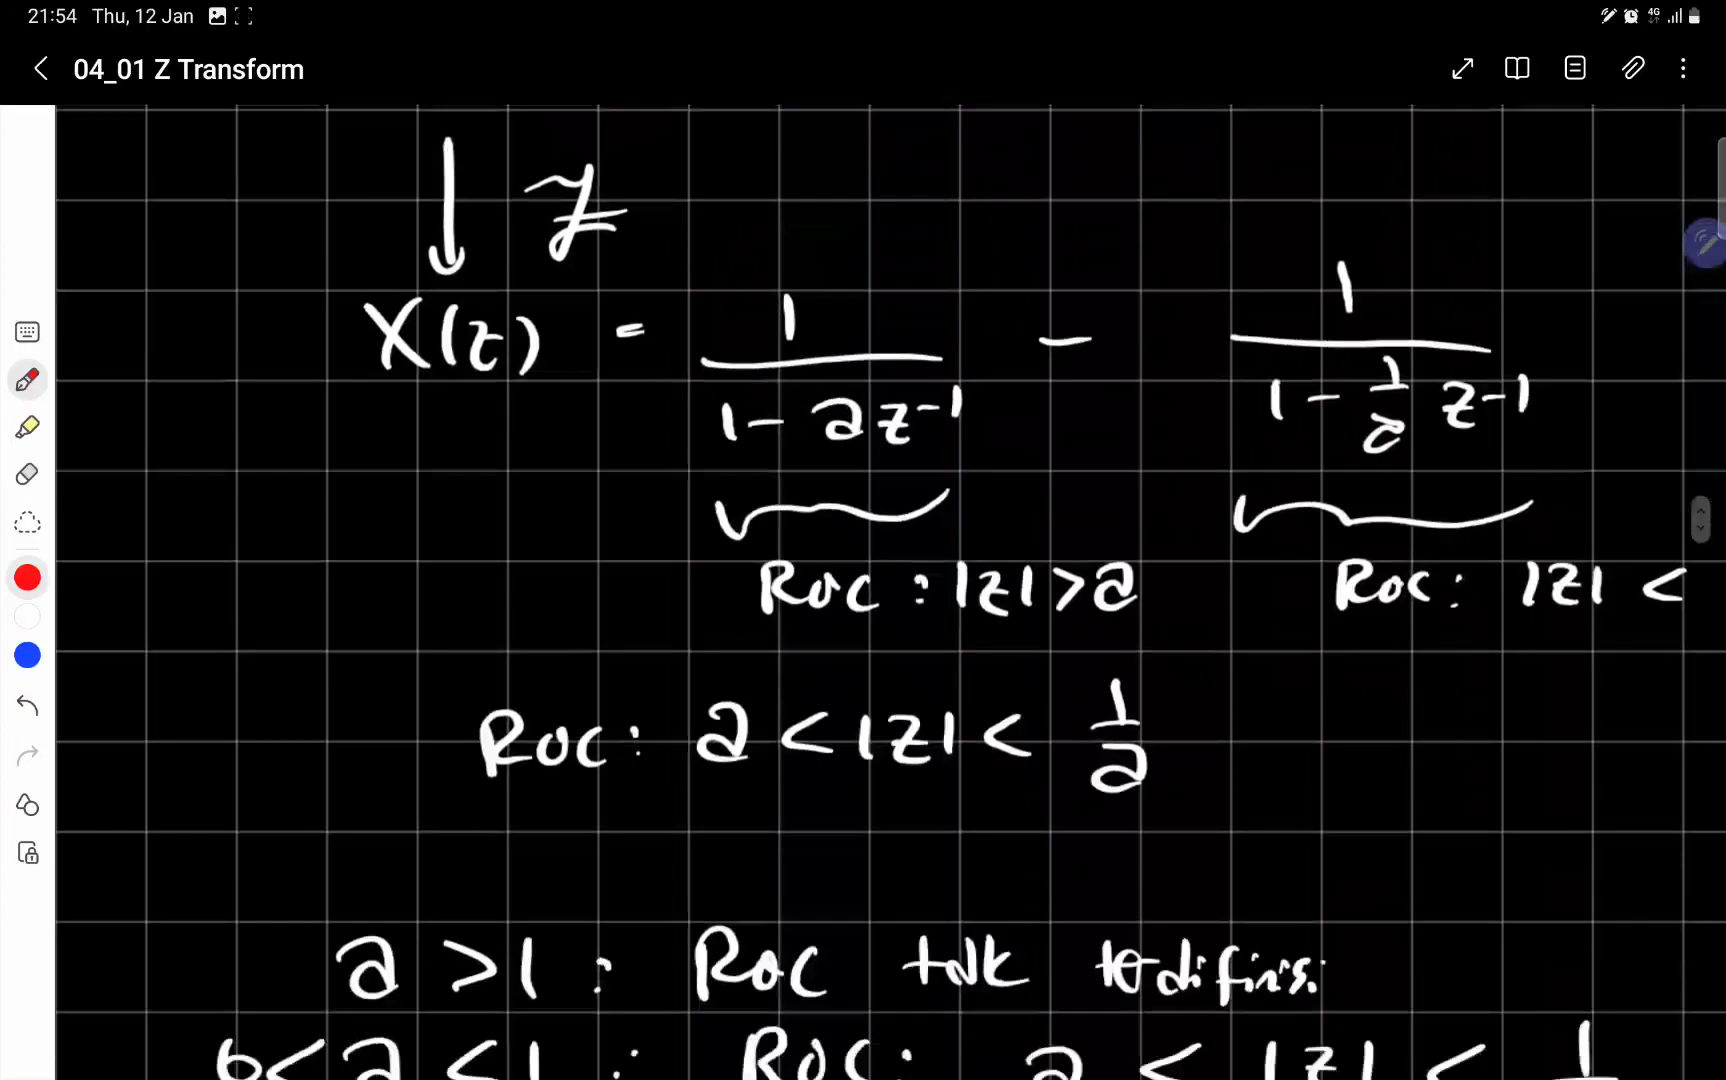 21:54 Thu, 12 Jan 4G
04_01 Z Transform
↓ Z
X(z) = 1/(1 - az^-1) - 1/(1 - 1/a z^-1)
ROC : |z| > a ROC : |z| <
ROC : a < |z| < 1/a
a > 1 : ROC tdk
0 < a < 1 : ROC : a < |z| < 1